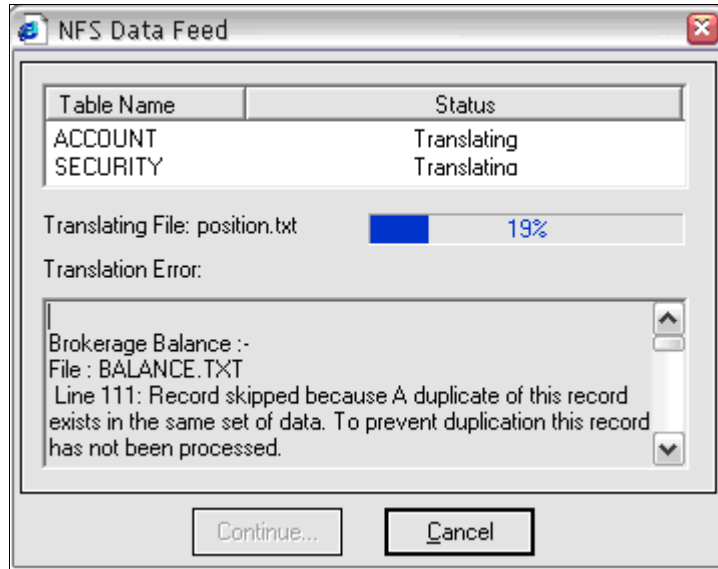 NFS Data Feed
Table Name Status
ACCOUNT Translating
SECURITY Translating
Translating File: position.txt 19%
Translation Error:
Brokerage Balance :-
File : BALANCE.TXT
Line 111: Record skipped because A duplicate of this record
exists in the same set of data. To prevent duplication this record
has not been processed.
Continue... Cancel